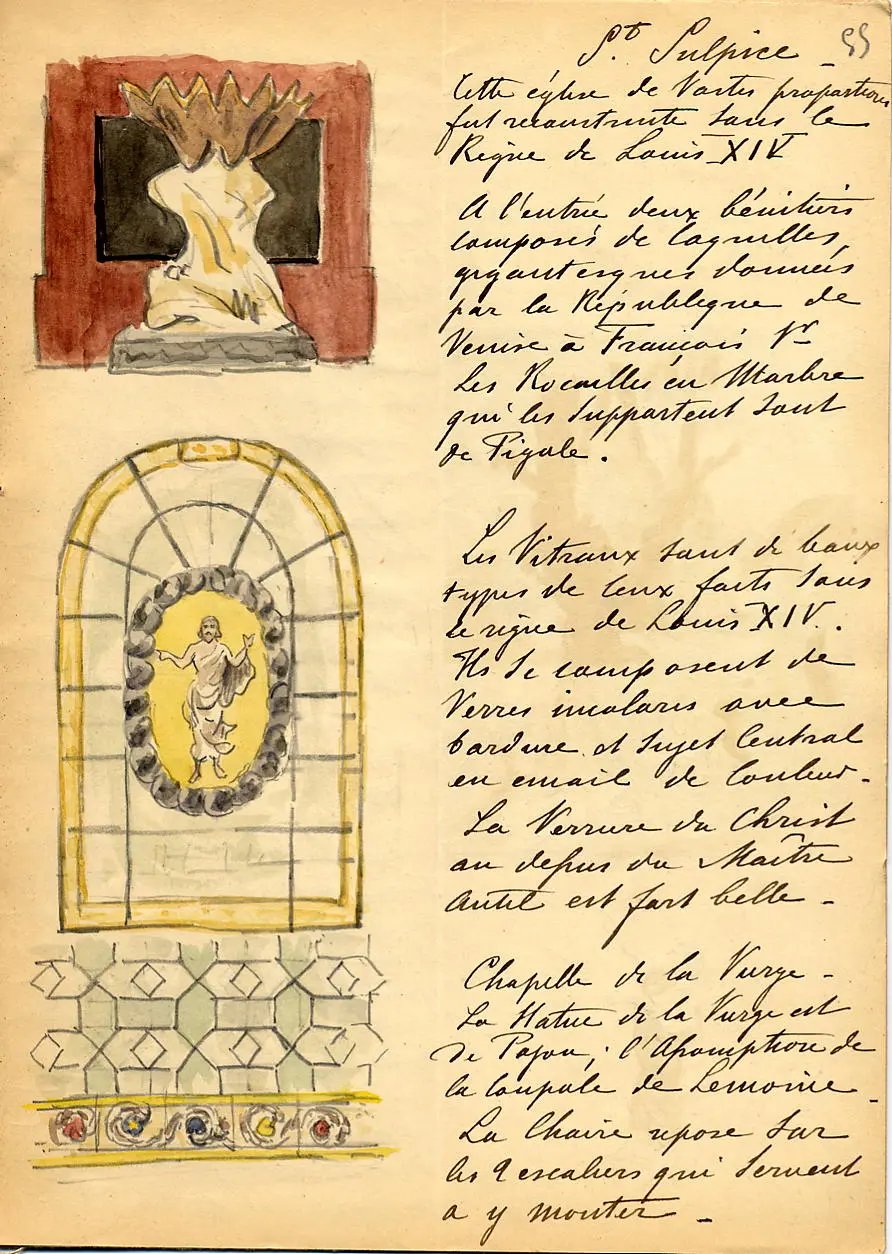 St. Sulpice _
55
Cette église de Vastes proportions
fut reconstruite sous le
Règne de Louis XIV
A l'entrée deux bénitiers
composés de Coquilles
gigantesques données
par la République de
Venise à François 1er
Les Rocailles en Marbre
qui les supportent sont
de Pigale.
Les Vitraux sont de beaux
types de ceux faits sous
le règne de Louis XIV.
Ils se composent de
Verres incolores avec
bordure et sujet Central
en émail de Couleur.
La Verrière du Christ
au dessus du Maître
Autel est fort belle -
Chapelle de la Vierge -
La Statue de la Vierge est
de Pajou; l'Assomption de
la Coupole de Lemoine -
La Chaire repose sur
les 2 escaliers qui servent
a y monter _